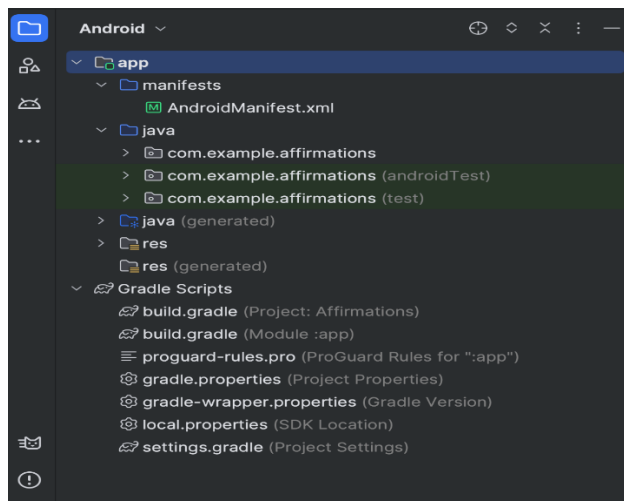 Android
app
manifests
AndroidManifest.xml
java
com.example.affirmations
com.example.affirmations (androidTest)
com.example.affirmations (test)
java (generated)
res
res (generated)
Gradle Scripts
build.gradle (Project: Affirmations)
build.gradle (Module :app)
proguard-rules.pro (ProGuard Rules for ":app")
gradle.properties (Project Properties)
gradle-wrapper.properties (Gradle Version)
local.properties (SDK Location)
settings.gradle (Project Settings)